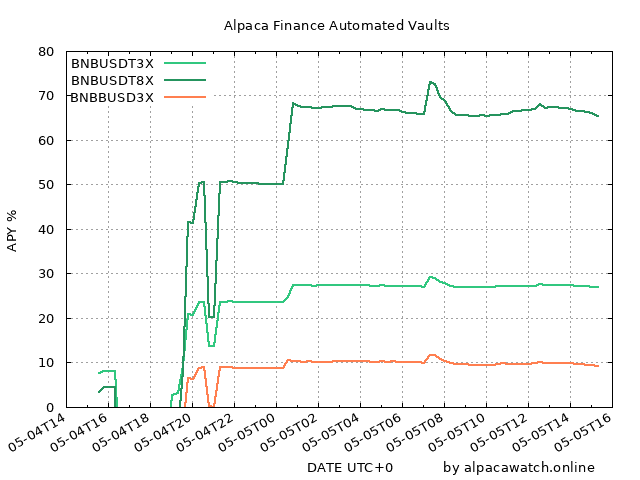 Alpaca Finance Automated Vaults
80
70
60
50
40
30
20
10
0
APY %
BNBUSDT3X
BNBUSDT8X
BNBBUSD3X
05-04T14
05-04T16
05-04T18
05-04T20
05-04T22
05-05T00
05-05T02
05-05T04
05-05T06
05-05T08
05-05T10
05-05T12
05-05T14
05-05T16
DATE UTC+0
by alpacawatch.online